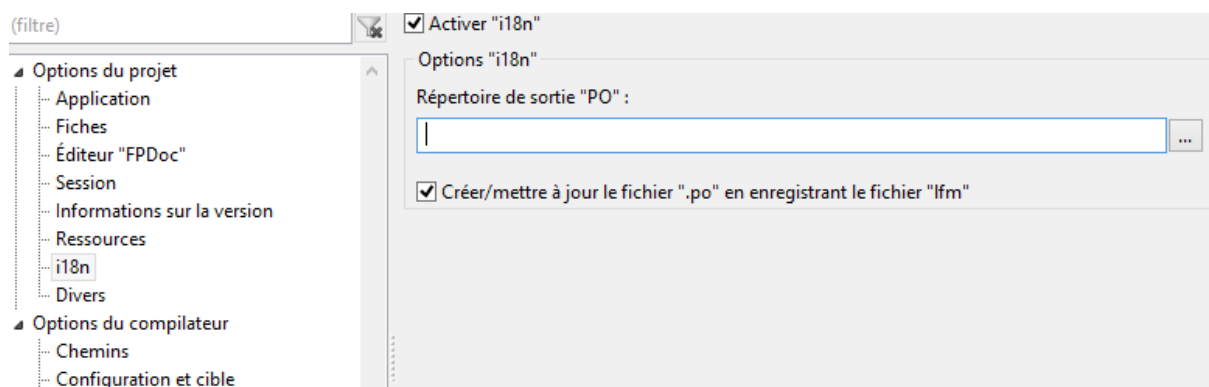 (filtre)
Activer "i18n"
Options du projet
Application
Fiches
Éditeur "FPDoc"
Session
Informations sur la version
Ressources
i18n
Divers
Options du compilateur
Chemins
Configuration et cible
Options "i18n"
Répertoire de sortie "PO" :
...
Créer/mettre à jour le fichier ".po" en enregistrant le fichier "lfm"